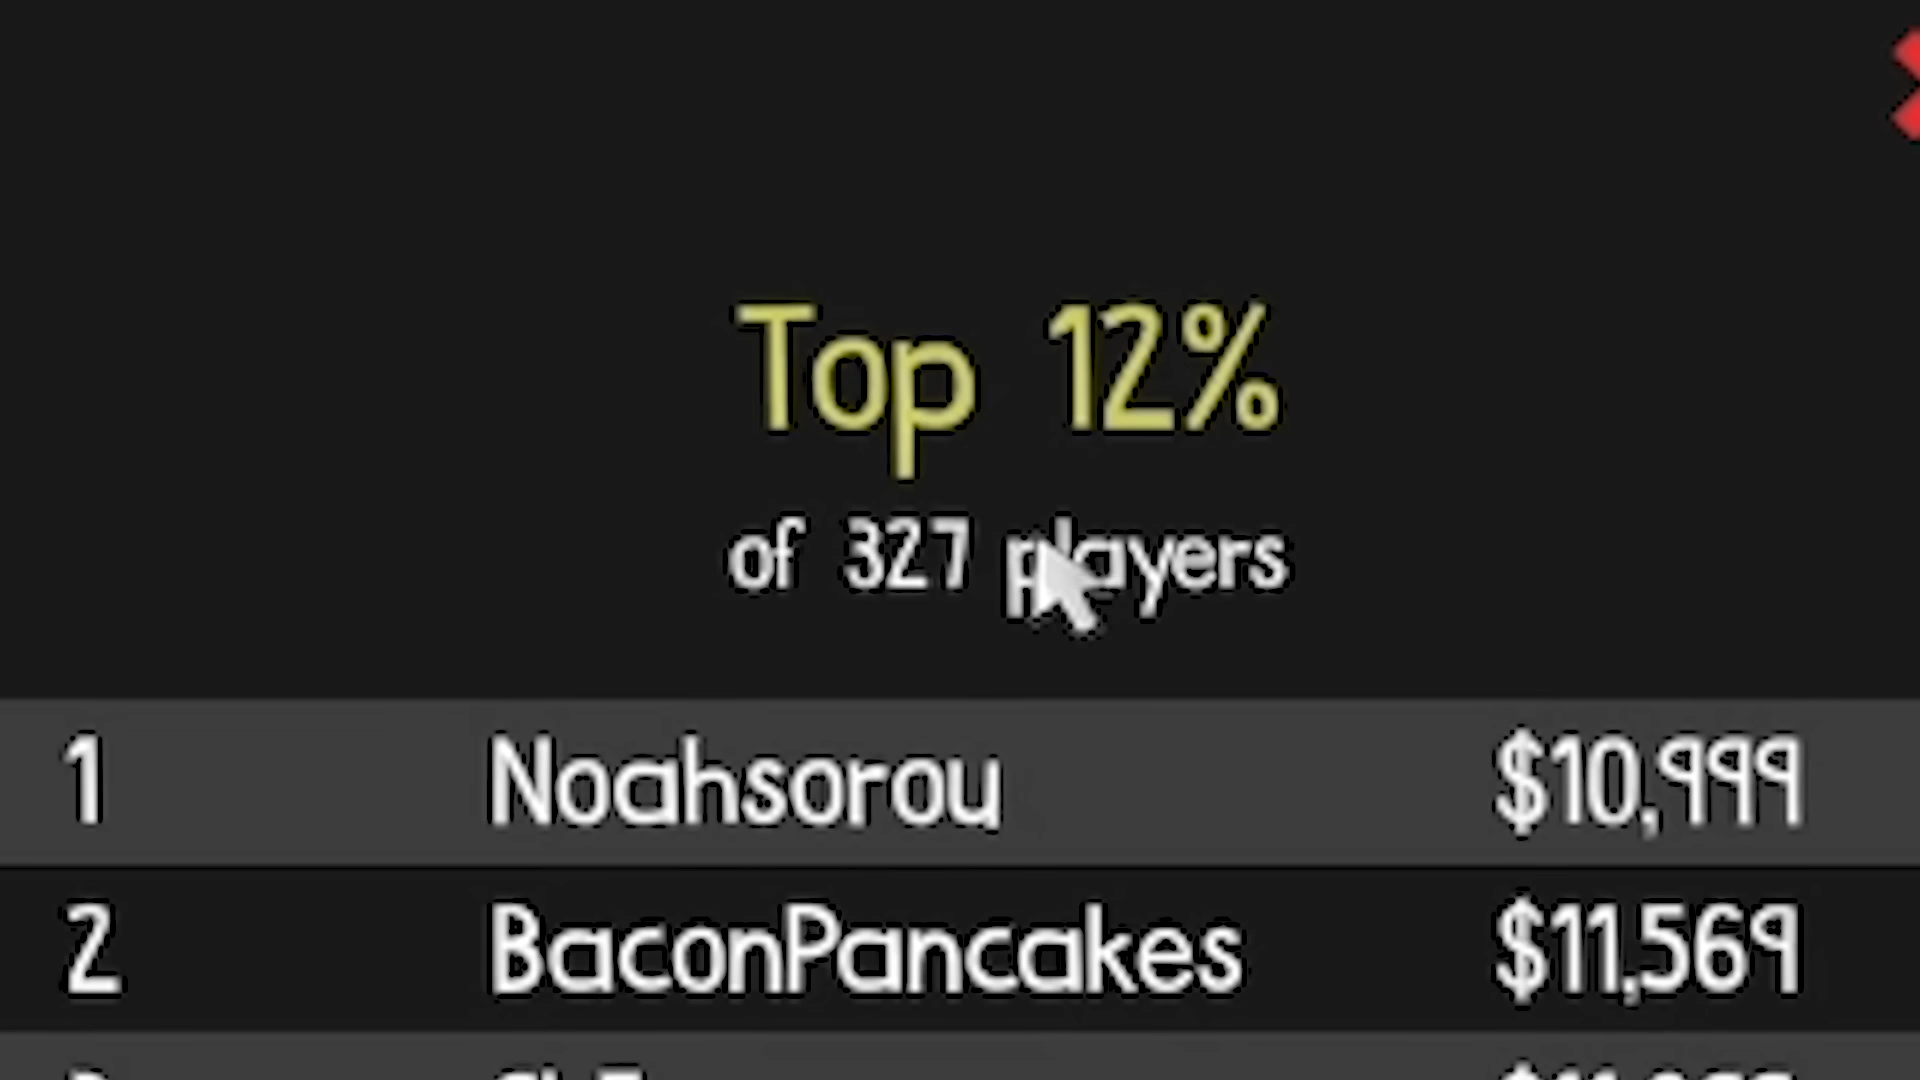 Top 12%
of 327 players
1 Noahsorou $10,999
2 BaconPancakes $11,569